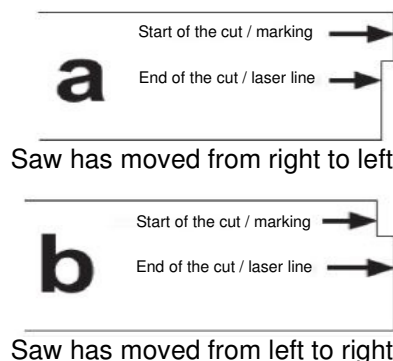 Start of the cut / marking
a
End of the cut / laser line
Saw has moved from right to left
Start of the cut / marking
b
End of the cut / laser line
Saw has moved from left to right